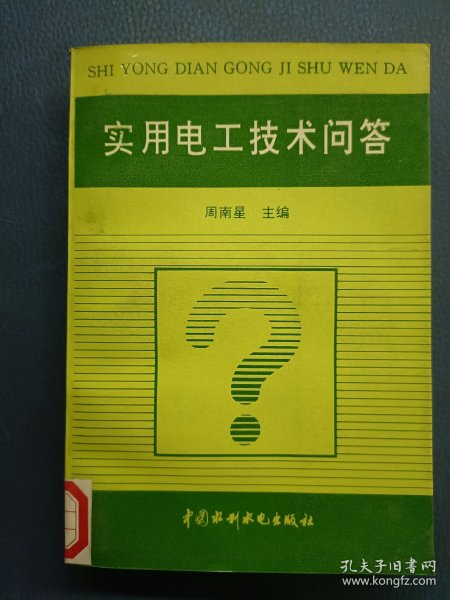 SHI YONG DIAN GONG JI SHU WEN DA
实用电工技术问答
周南星 主编
?
中国水利水电出版社
孔夫子旧书网
www.kongfz.com